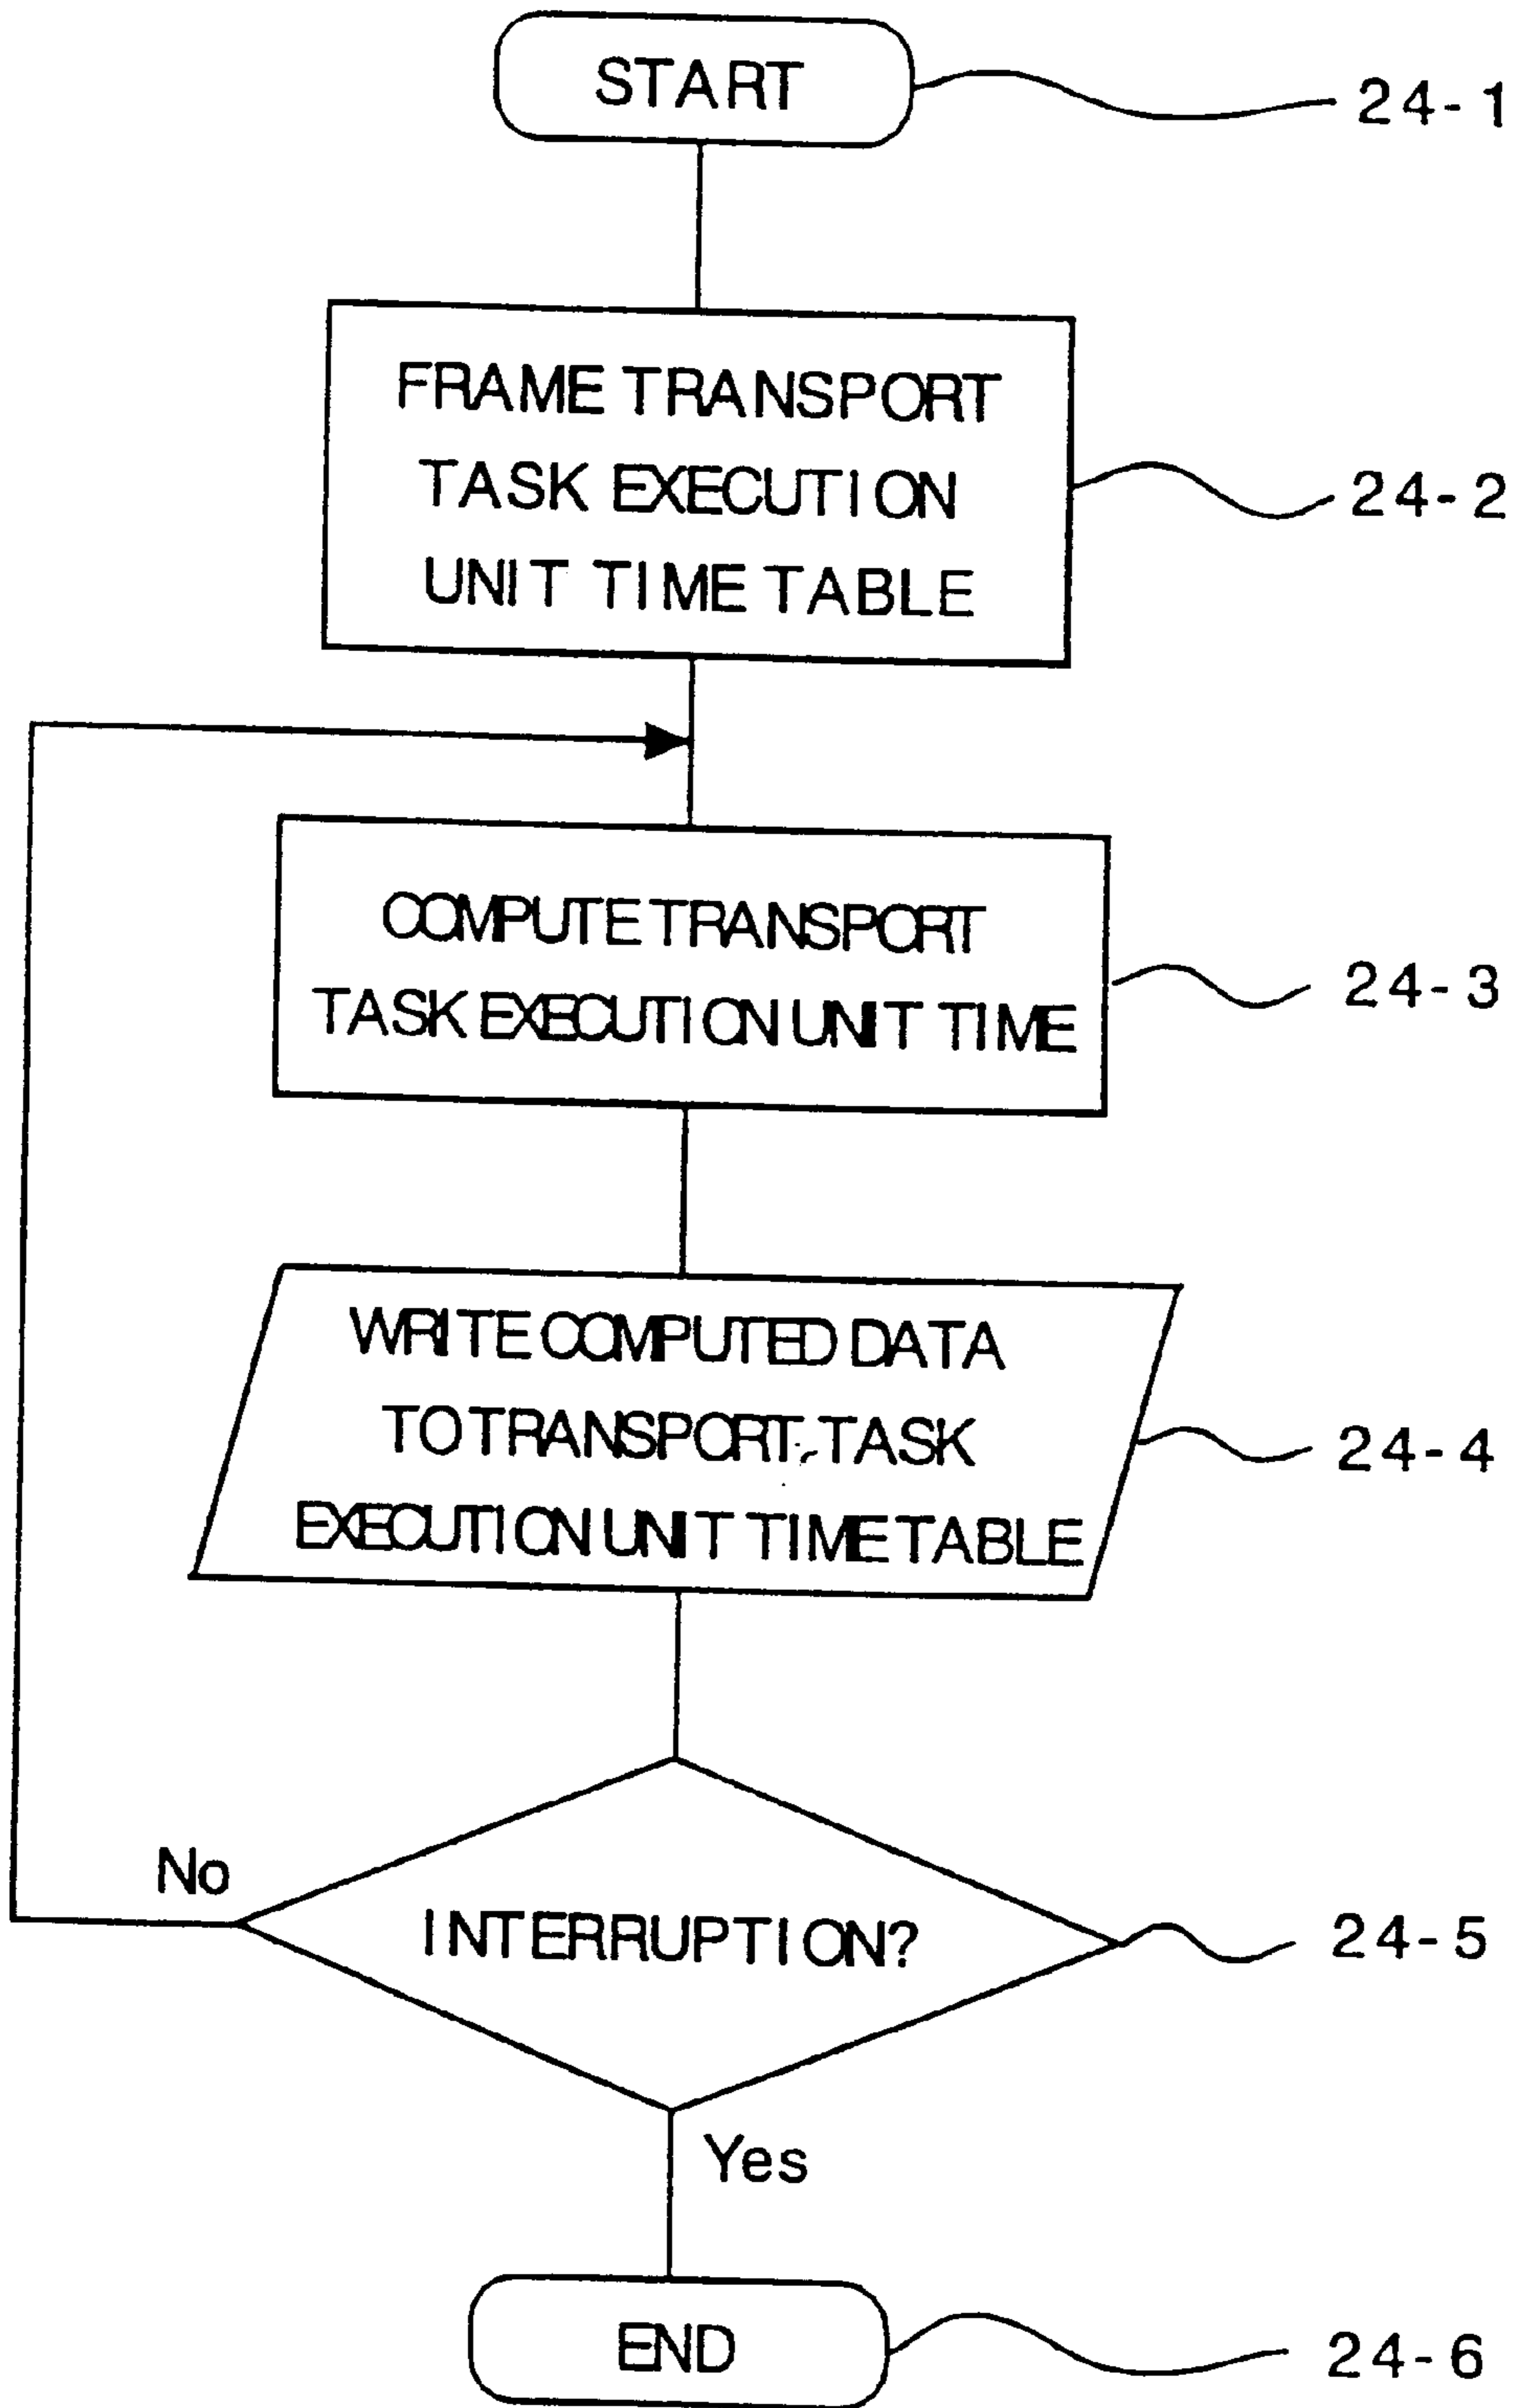 START
24-1
FRAME TRANSPORT
TASK EXECUTION
UNIT TIME TABLE
24-2
COMPUTE TRANSPORT
TASK EXECUTION UNIT TIME
24-3
WRITE COMPUTED DATA
TO TRANSPORT TASK
EXECUTION UNIT TIME TABLE
24-4
No
INTERRUPTION?
24-5
Yes
END
24-6